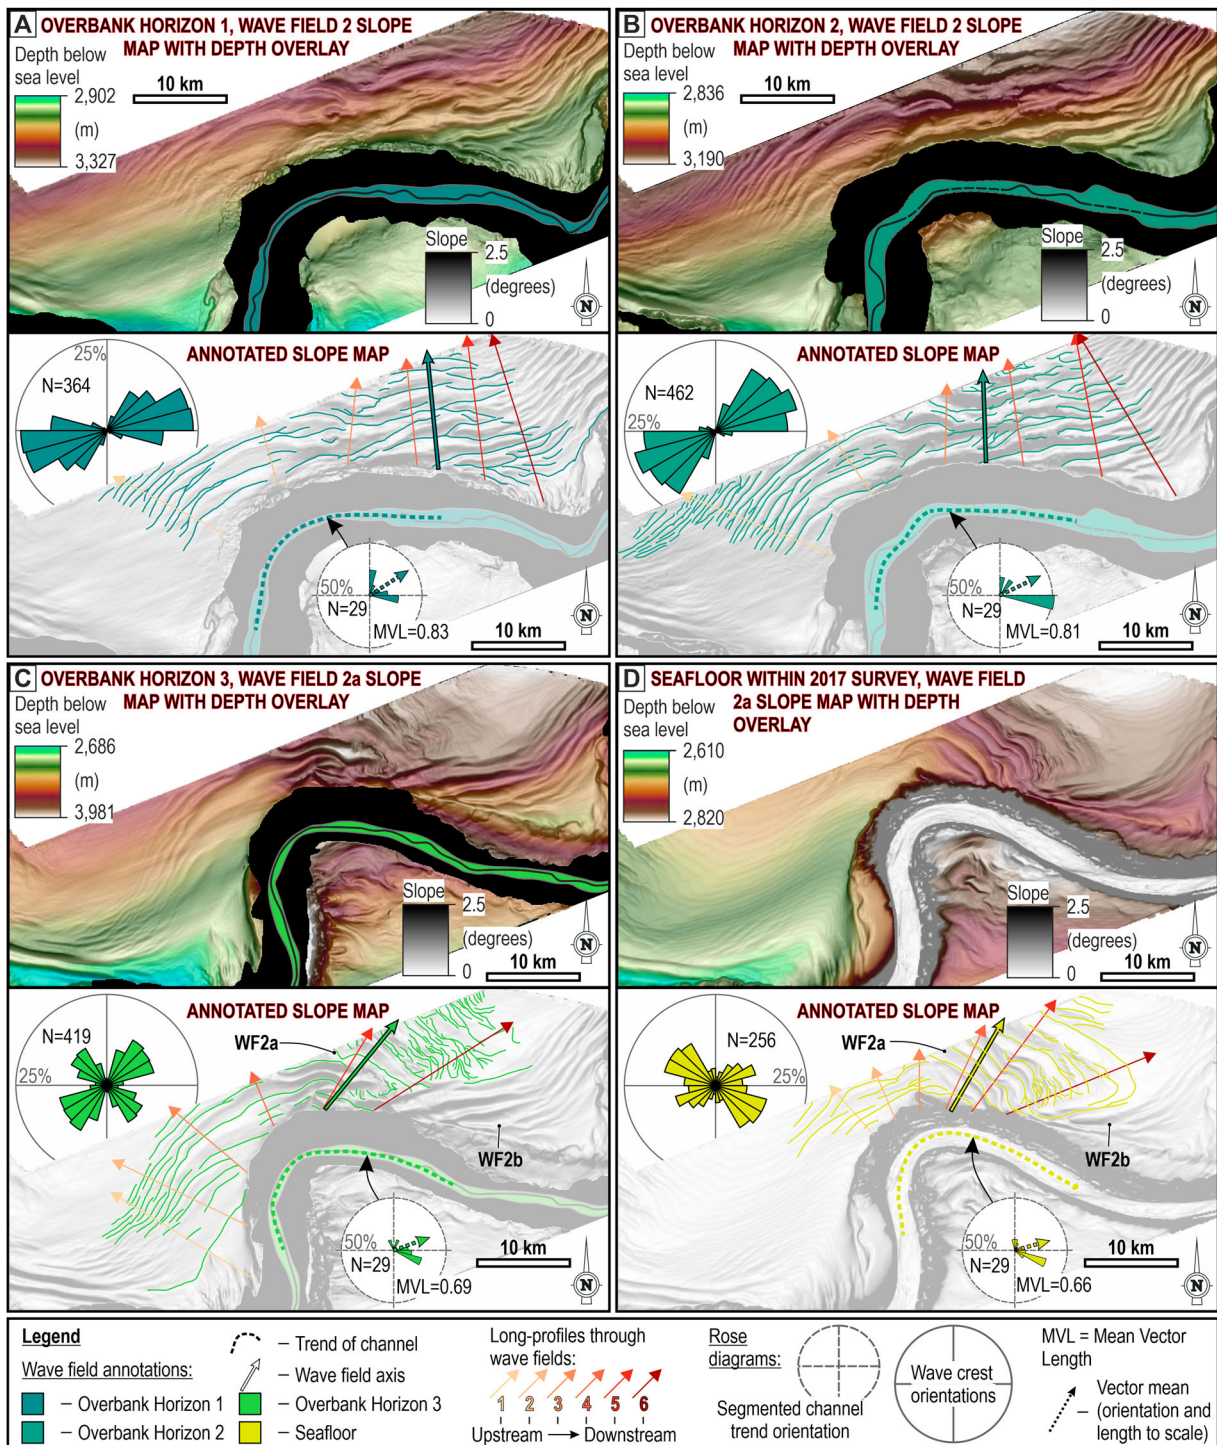 A OVERBANK HORIZON 1, WAVE FIELD 2 SLOPE
MAP WITH DEPTH OVERLAY
Depth below
sea level
2,902
(m)
3,327
10 km
Slope
2.5
(degrees)
0
N
ANNOTATED SLOPE MAP
25%
N=364
50%
N=29
MVL=0.83
10 km
N
B OVERBANK HORIZON 2, WAVE FIELD 2 SLOPE
MAP WITH DEPTH OVERLAY
Depth below
sea level
2,836
(m)
3,190
10 km
Slope
2.5
(degrees)
0
N
ANNOTATED SLOPE MAP
N=462
25%
50%
N=29
MVL=0.81
10 km
N
C OVERBANK HORIZON 3, WAVE FIELD 2a SLOPE
MAP WITH DEPTH OVERLAY
Depth below
sea level
2,686
(m)
3,981
Slope
2.5
(degrees)
0
10 km
N
ANNOTATED SLOPE MAP
N=419
25%
WF2a
WF2b
50%
N=29
MVL=0.69
10 km
N
D SEAFLOOR WITHIN 2017 SURVEY, WAVE FIELD
2a SLOPE MAP WITH DEPTH
OVERLAY
Depth below
sea level
2,610
(m)
2,820
Slope
2.5
(degrees)
0
10 km
N
ANNOTATED SLOPE MAP
N=256
25%
WF2a
WF2b
50%
N=29
MVL=0.66
10 km
N
Legend
Wave field annotations:
– Overbank Horizon 1
– Overbank Horizon 2
– Trend of channel
– Wave field axis
– Overbank Horizon 3
– Seafloor
Long-profiles through
wave fields:
1 2 3 4 5 6
Upstream → Downstream
Rose
diagrams:
Segmented channel
trend orientation
Wave crest
orientations
MVL = Mean Vector
Length
Vector mean
– (orientation and
length to scale)